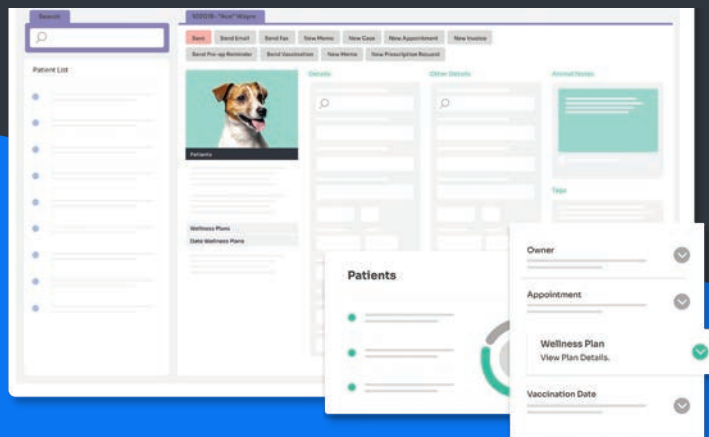 Search
Patient List
Save Send Email Send Fax New Memo New Case New Appointment New Invoice
Send Pre-op Reminder Send Vaccination New Memo New Prescription Request
Patients
Wellness Plans
Date Wellness Plans
Details
Other Details
Animal Notes
Tags
Patients
Owner
Appointment
Wellness Plan
View Plan Details.
Vaccination Date